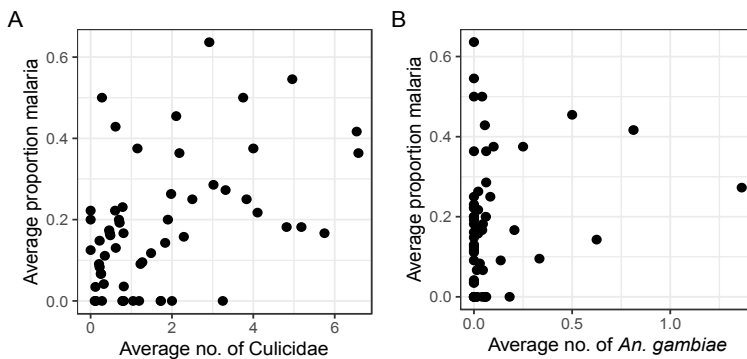 A
Average proportion malaria
0.6
0.4
0.2
0.0
0 2 4 6
Average no. of Culicidae
B
Average proportion malaria
0.6
0.4
0.2
0.0
0.0 0.5 1.0
Average no. of An. gambiae